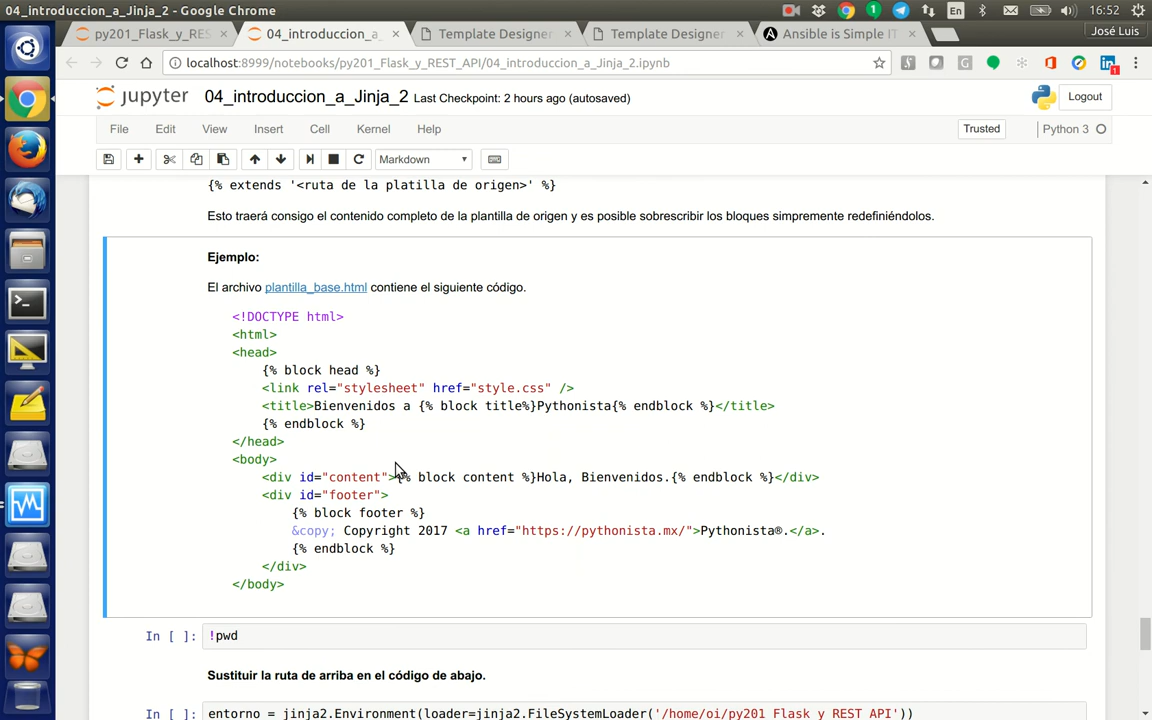 04_introduccion_a_Jinja_2 - Google Chrome
En
16:52
py201_Flask_y_RES
04_introduccion_a_
Template Designer
Template Designer
Ansible is Simple IT
José Luis
localhost:8999/notebooks/py201_Flask_y_REST_API/04_introduccion_a_Jinja_2.ipynb
jupyter
04_introduccion_a_Jinja_2 Last Checkpoint: 2 hours ago (autosaved)
Logout
File Edit View Insert Cell Kernel Help
Trusted
Python 3
Markdown
{% extends '<ruta de la platilla de origen>' %}
Esto traerá consigo el contenido completo de la plantilla de origen y es posible sobrescribir los bloques simpremente redefiniéndolos.
Ejemplo:
El archivo plantilla_base.html contiene el siguiente código.
<!DOCTYPE html>
<html>
<head>
{% block head %}
<link rel="stylesheet" href="style.css" />
<title>Bienvenidos a {% block title%}Pythonista{% endblock %}</title>
{% endblock %}
</head>
<body>
<div id="content">{% block content %}Hola, Bienvenidos.{% endblock %}</div>
<div id="footer">
{% block footer %}
&copy; Copyright 2017 <a href="https://pythonista.mx/">Pythonista®.</a>.
{% endblock %}
</div>
</body>
In [ ]: !pwd
Sustituir la ruta de arriba en el código de abajo.
In [ ]: entorno = jinja2.Environment(loader=jinja2.FileSystemLoader('/home/oi/py201_Flask_y_REST_API'))